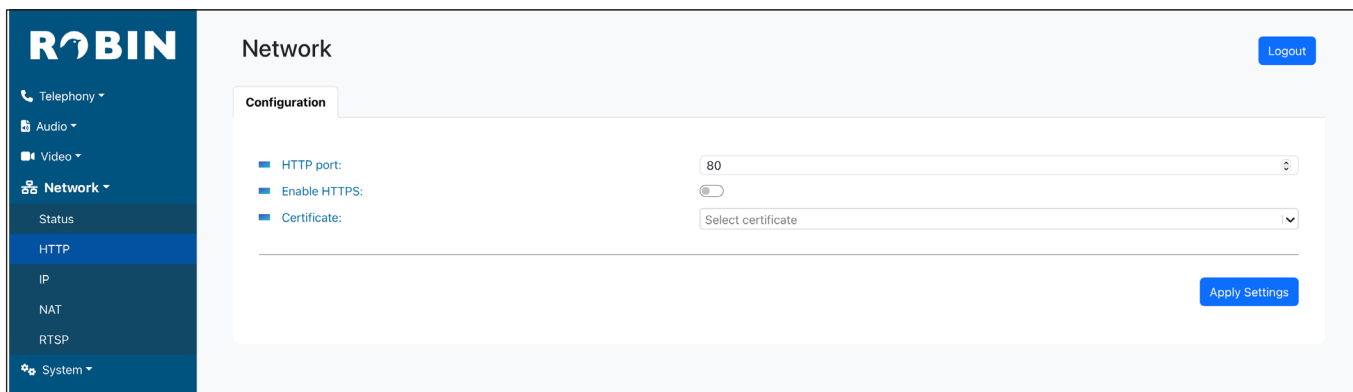 ROBIN
Telephony
Audio
Video
Network
Status
HTTP
IP
NAT
RTSP
System
Network
Logout
Configuration
HTTP port:
80
Enable HTTPS:
Certificate:
Select certificate
Apply Settings